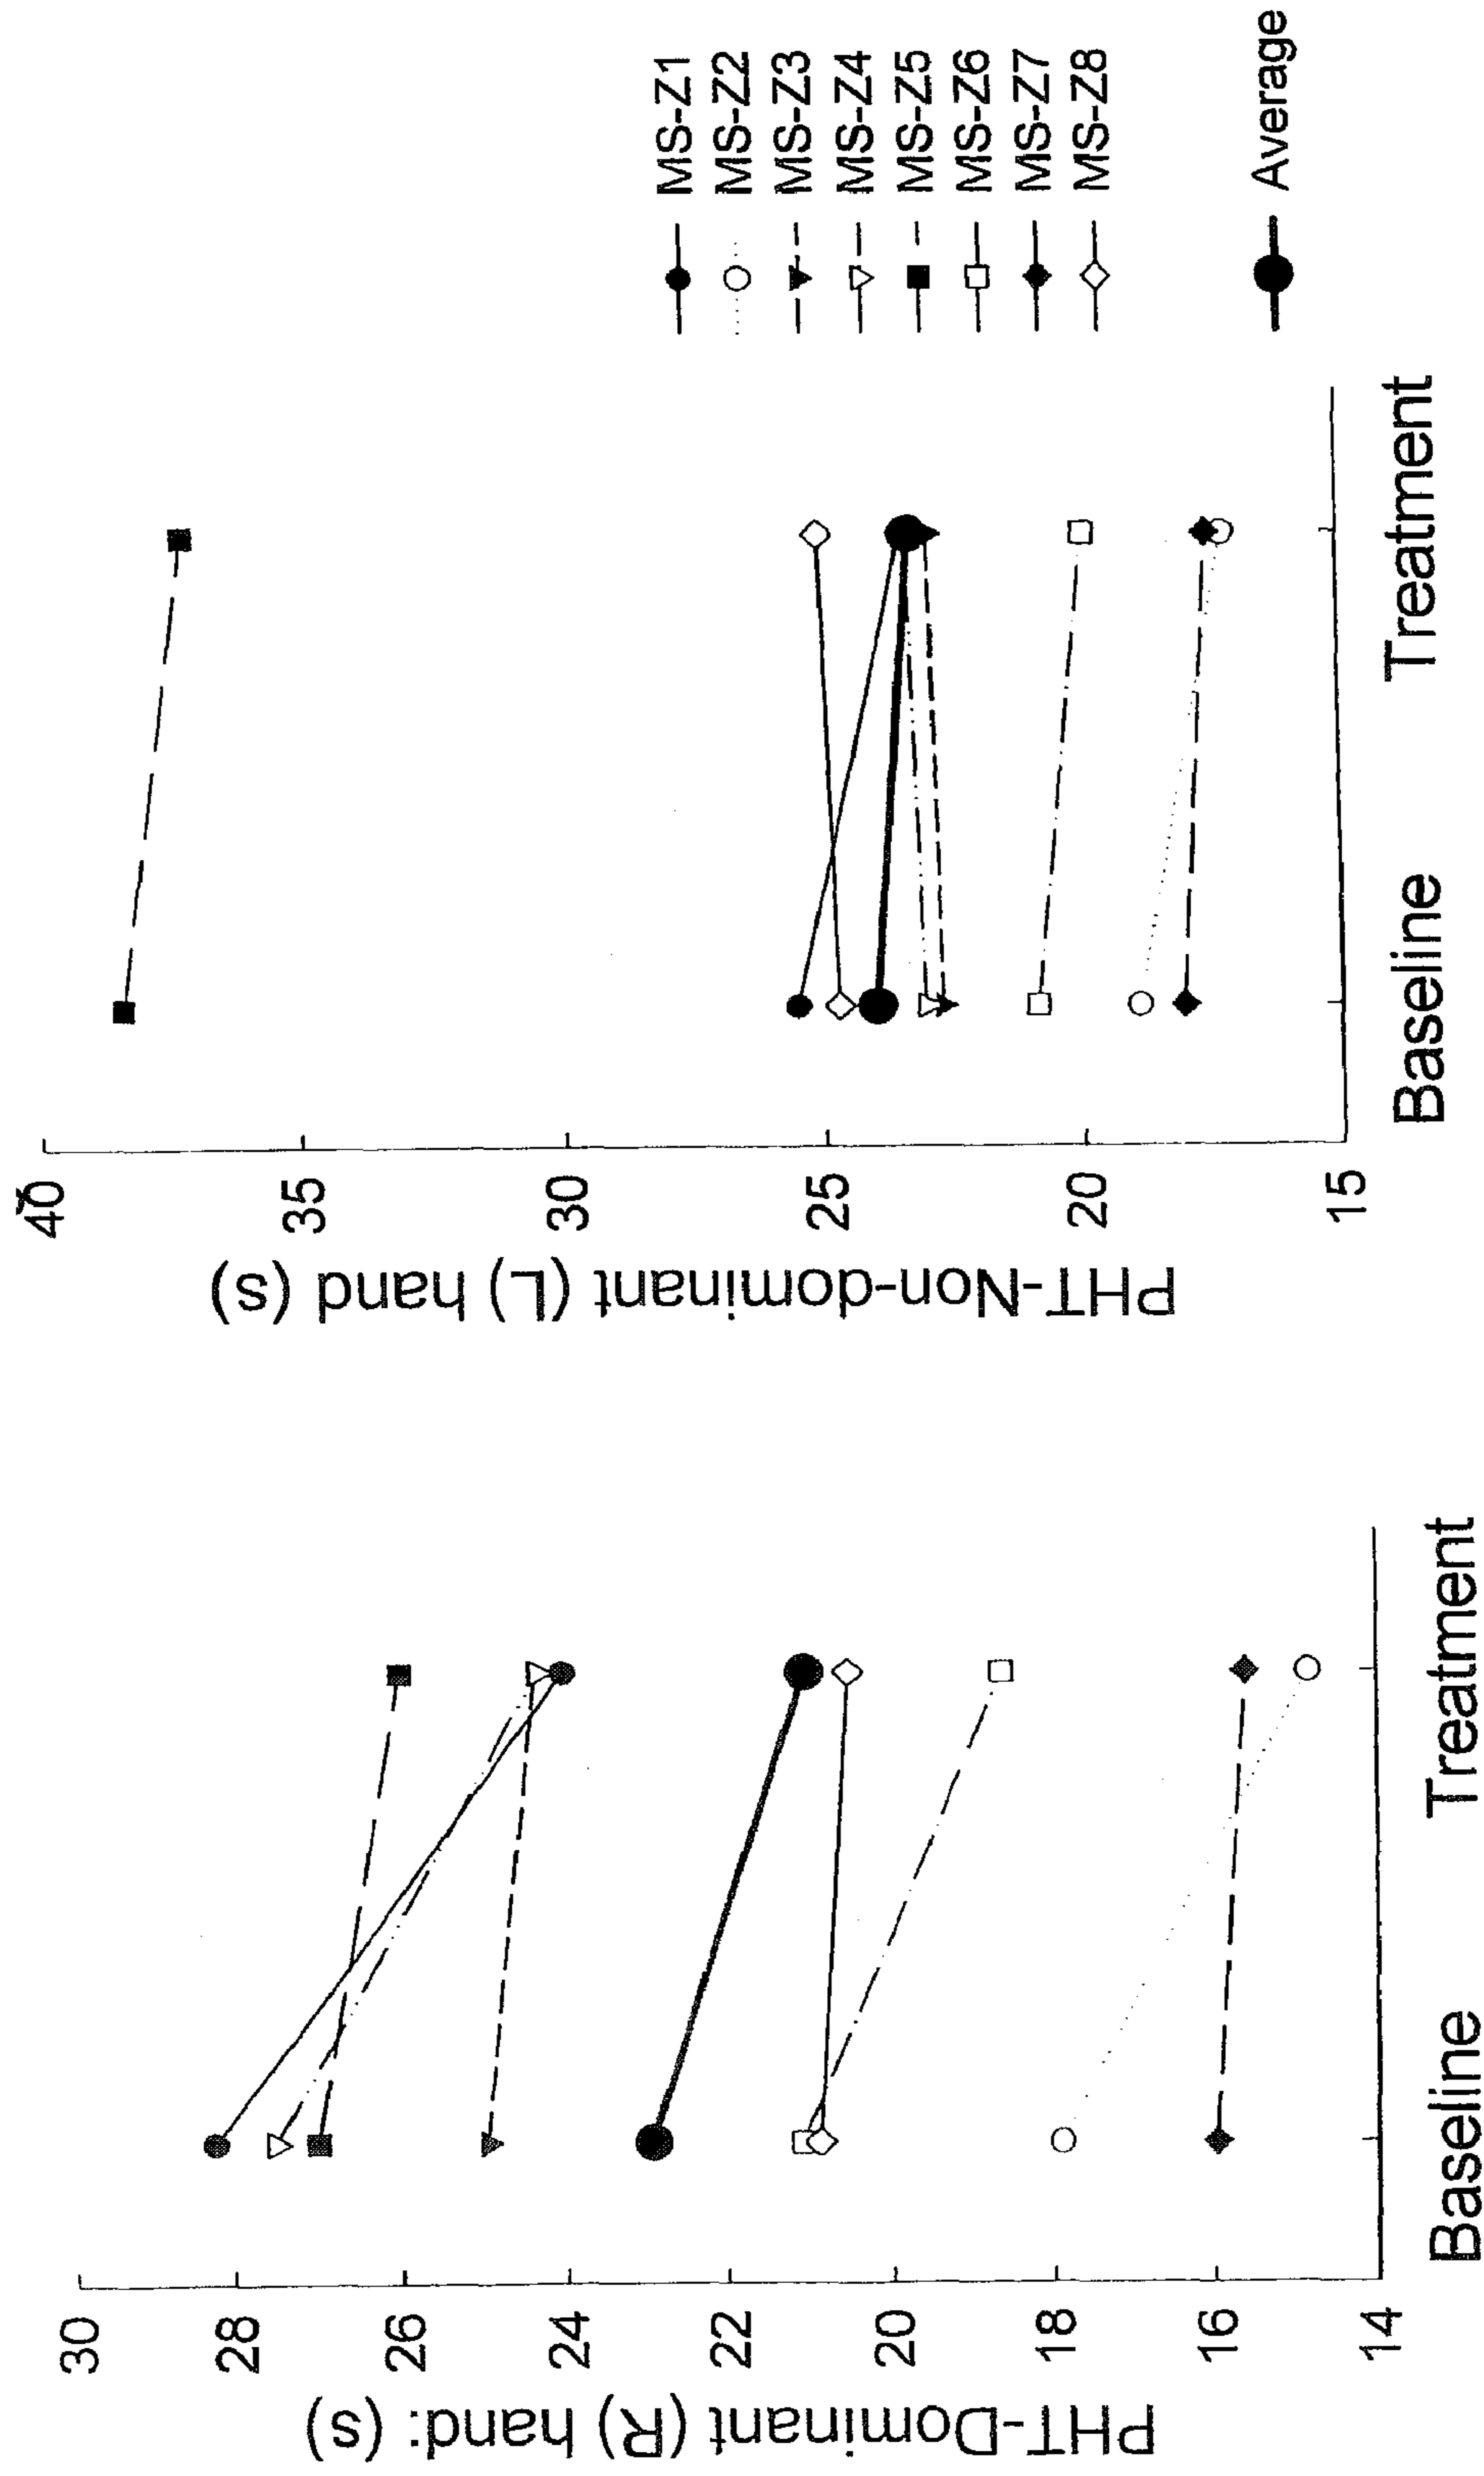 PHT-Dominant (R) hand: (s)
30
28
26
24
22
20
18
16
14
Baseline
Treatment
PHT-Non-dominant (L) hand (s)
40
35
30
25
20
15
Baseline
Treatment
MS-Z1
MS-Z2
MS-Z3
MS-Z4
MS-Z5
MS-Z6
MS-Z7
MS-Z8
Average